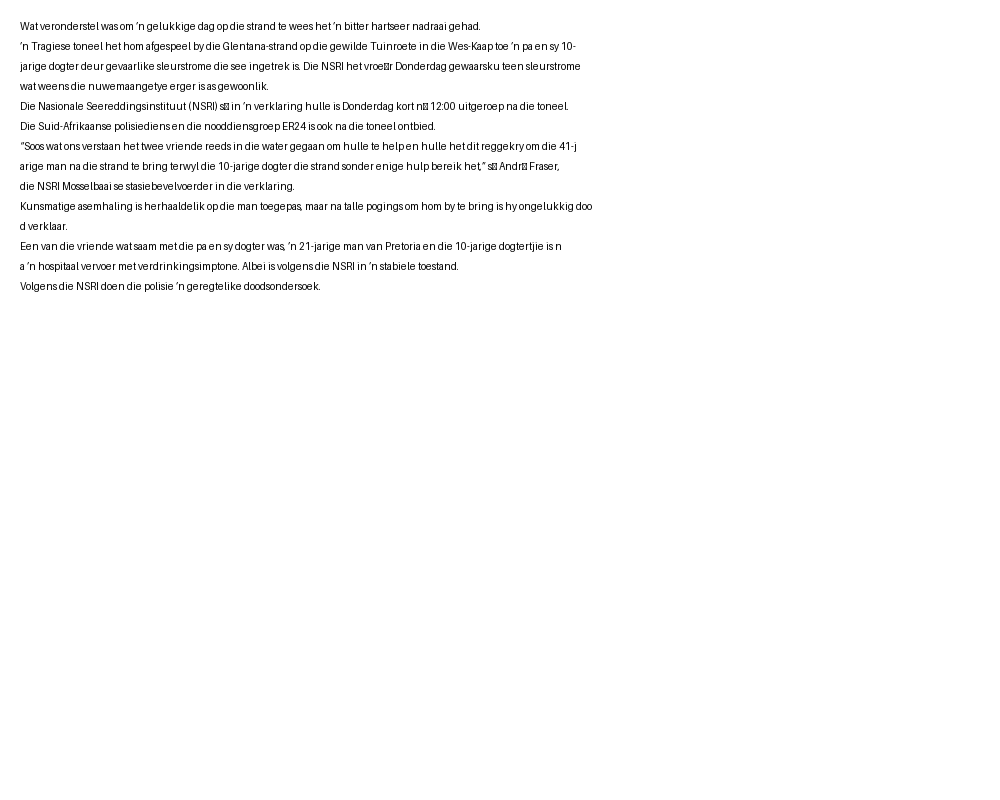 Wat veronderstel was om ’n gelukkige dag op die strand te wees het ’n bitter hartseer nadraai gehad.
’n Tragiese toneel het hom afgespeel by die Glentana-strand op die gewilde Tuinroete in die Wes-Kaap toe ’n pa en sy 10-
jarige dogter deur gevaarlike sleurstrome die see ingetrek is. Die NSRI het vroe□r Donderdag gewaarsku teen sleurstrome
wat weens die nuwemaangetye erger is as gewoonlik.
Die Nasionale Seereddingsinstituut (NSRI) s□ in ’n verklaring hulle is Donderdag kort n□ 12:00 uitgeroep na die toneel.
Die Suid-Afrikaanse polisiediens en die nooddiensgroep ER24 is ook na die toneel ontbied.
“Soos wat ons verstaan het twee vriende reeds in die water gegaan om hulle te help en hulle het dit reggekry om die 41-j
arige man na die strand te bring terwyl die 10-jarige dogter die strand sonder enige hulp bereik het,” s□ Andr□ Fraser,
die NSRI Mosselbaai se stasiebevelvoerder in die verklaring.
Kunsmatige asemhaling is herhaaldelik op die man toegepas, maar na talle pogings om hom by te bring is hy ongelukkig doo
d verklaar.
Een van die vriende wat saam met die pa en sy dogter was, ’n 21-jarige man van Pretoria en die 10-jarige dogtertjie is n
a ’n hospitaal vervoer met verdrinkingsimptone. Albei is volgens die NSRI in ’n stabiele toestand.
Volgens die NSRI doen die polisie ’n geregtelike doodsondersoek.